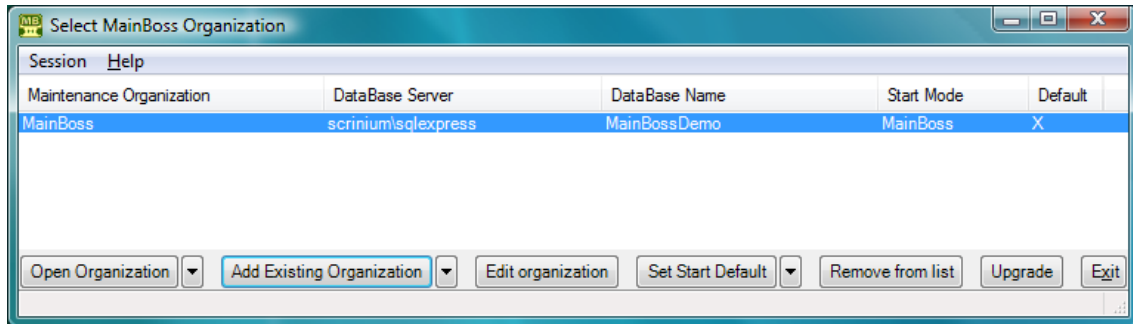 MB Select MainBoss Organization
Session Help
Maintenance Organization DataBase Server DataBase Name Start Mode Default
MainBoss scrinium\sqlexpress MainBossDemo MainBoss X
Open Organization Add Existing Organization Edit organization Set Start Default Remove from list Upgrade Exit